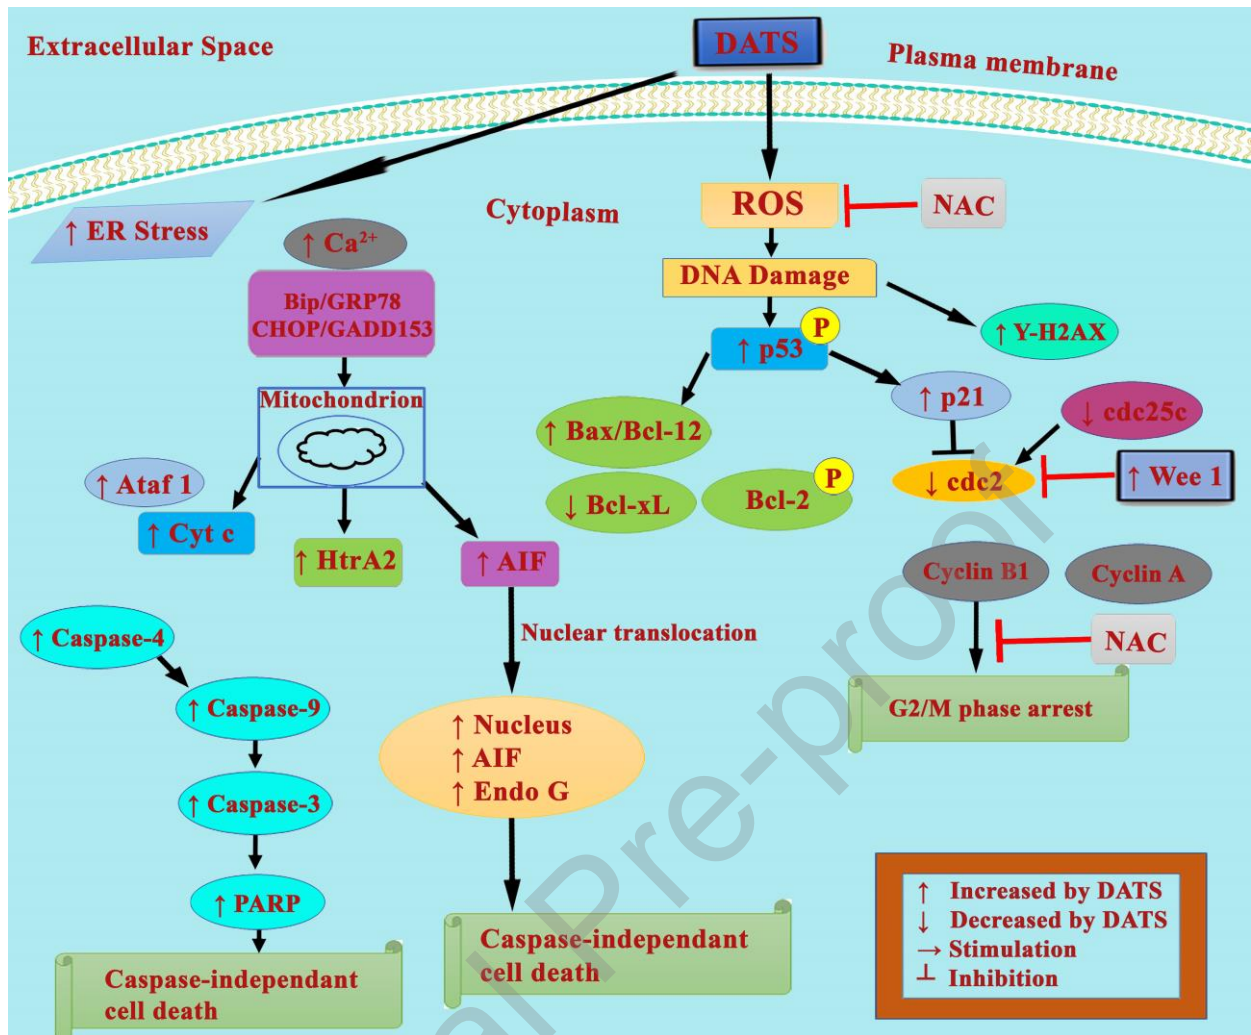 Extracellular Space
DATS
Plasma membrane
Cytoplasm
ROS
NAC
↑ ER Stress
↑ Ca²⁺
Bip/GRP78
CHOP/GADD153
DNA Damage
P
↑ p53
↑ Y-H2AX
Mitochondrion
↑ p21
↓ cdc25c
↑ Bax/Bcl-12
↑ Ataf 1
↑ Cyt c
↓ Bcl-xL
Bcl-2
P
↓ cdc2
↑ Wee 1
↑ HtrA2
↑ AIF
Cyclin B1
Cyclin A
Nuclear translocation
NAC
↑ Caspase-4
↑ Caspase-9
↑ Caspase-3
↑ PARP
Caspase-independant
cell death
↑ Nucleus
↑ AIF
↑ Endo G
Caspase-independant
cell death
G2/M phase arrest
↑ Increased by DATS
↓ Decreased by DATS
→ Stimulation
⊥ Inhibition
al Pre-proof